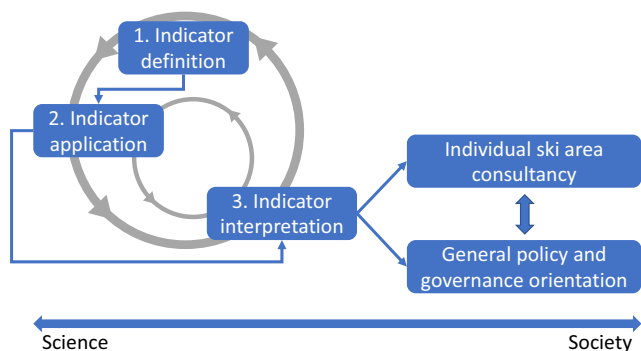 1. Indicator
definition
2. Indicator
application
3. Indicator
interpretation
Individual ski area
consultancy
General policy and
governance orientation
Science
Society